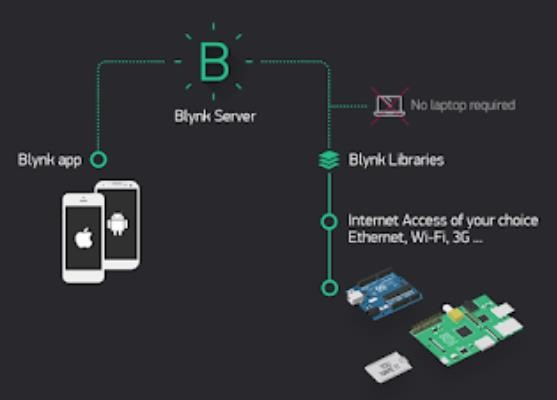 B
Blynk Server
No laptop required
Blynk app
Blynk Libraries
Internet Access of your choice
Ethernet, Wi-Fi, 3G ...